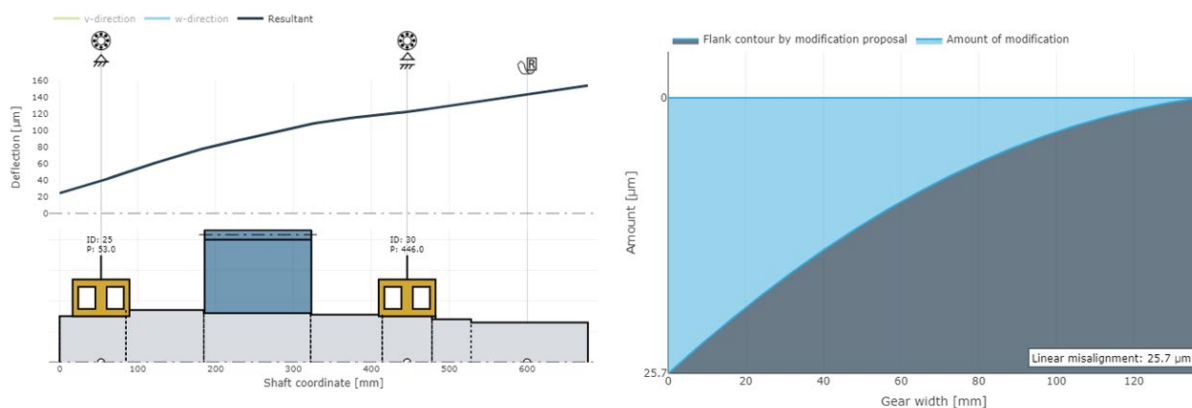 v-direction w-direction Resultant
R
160
140
120
100
80
60
40
20
0
Deflection [µm]
ID: 25
P: 53.0
ID: 30
P: 446.0
0 100 200 300 400 500 600
Shaft coordinate [mm]
Flank contour by modification proposal Amount of modification
0
Amount [µm]
25.7
Linear misalignment: 25.7 µm
0 20 40 60 80 100 120
Gear width [mm]